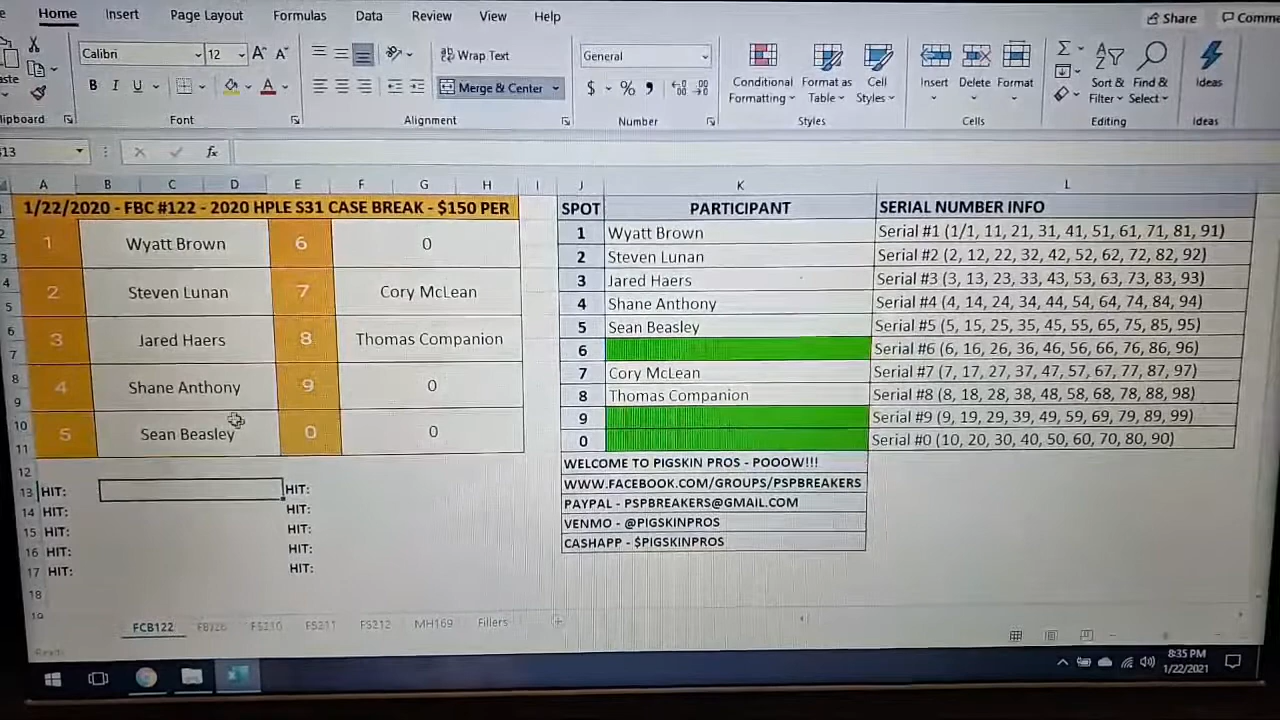 Home Insert Page Layout Formulas Data Review View Help Share Comme
Calibri 12 Wrap Text General
B I U Merge & Center $ % Conditional Formatting Format as Table Cell Styles Insert Delete Format Sort & Filter Find & Select Ideas
Font Alignment Number Styles Cells Editing Ideas
fx
A B C D E F G H I J K L
1/22/2020 - FBC #122 - 2020 HPLE S31 CASE BREAK - $150 PER SPOT PARTICIPANT SERIAL NUMBER INFO
1 Wyatt Brown 6 0
2 Steven Lunan 7 Cory McLean
3 Jared Haers 8 Thomas Companion
4 Shane Anthony 9 0
5 Sean Beasley 0 0
1 Wyatt Brown Serial #1 (1/1, 11, 21, 31, 41, 51, 61, 71, 81, 91)
2 Steven Lunan Serial #2 (2, 12, 22, 32, 42, 52, 62, 72, 82, 92)
3 Jared Haers Serial #3 (3, 13, 23, 33, 43, 53, 63, 73, 83, 93)
4 Shane Anthony Serial #4 (4, 14, 24, 34, 44, 54, 64, 74, 84, 94)
5 Sean Beasley Serial #5 (5, 15, 25, 35, 45, 55, 65, 75, 85, 95)
6 Serial #6 (6, 16, 26, 36, 46, 56, 66, 76, 86, 96)
7 Cory McLean Serial #7 (7, 17, 27, 37, 47, 57, 67, 77, 87, 97)
8 Thomas Companion Serial #8 (8, 18, 28, 38, 48, 58, 68, 78, 88, 98)
9 Serial #9 (9, 19, 29, 39, 49, 59, 69, 79, 89, 99)
0 Serial #0 (10, 20, 30, 40, 50, 60, 70, 80, 90)
WELCOME TO PIGSKIN PROS - POOOW!!!
WWW.FACEBOOK.COM/GROUPS/PSPBREAKERS
PAYPAL - PSPBREAKERS@GMAIL.COM
VENMO - @PIGSKINPROS
CASHAPP - $PIGSKINPROS
12
13 HIT: HIT:
14 HIT: HIT:
15 HIT: HIT:
16 HIT: HIT:
17 HIT: HIT:
18
FCB122 FS210 FS211 FS212 MH169 Fillers
8:35 PM
1/22/2021